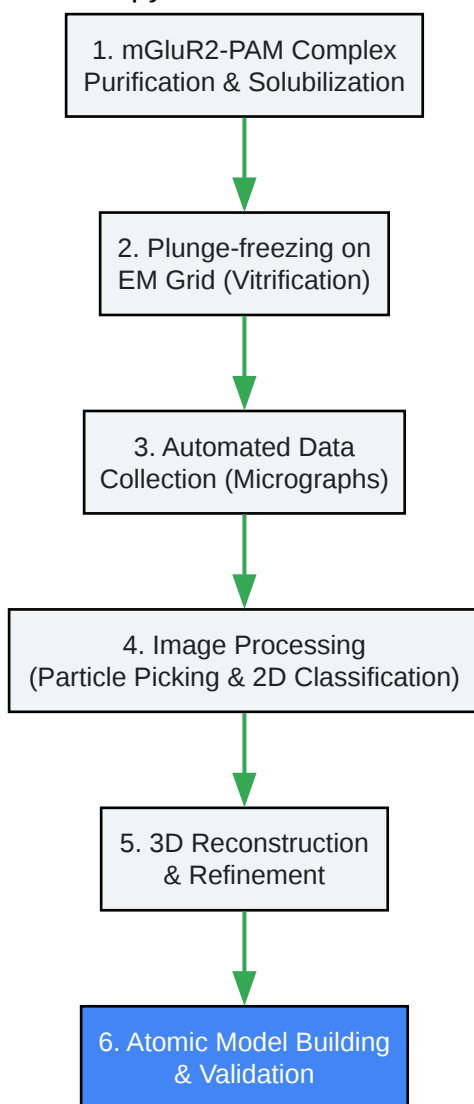 1. mGluR2-PAM Complex
Purification & Solubilization
2. Plunge-freezing on
EM Grid (Vitrification)
3. Automated Data
Collection (Micrographs)
4. Image Processing
(Particle Picking & 2D Classification)
5. 3D Reconstruction
& Refinement
6. Atomic Model Building
& Validation